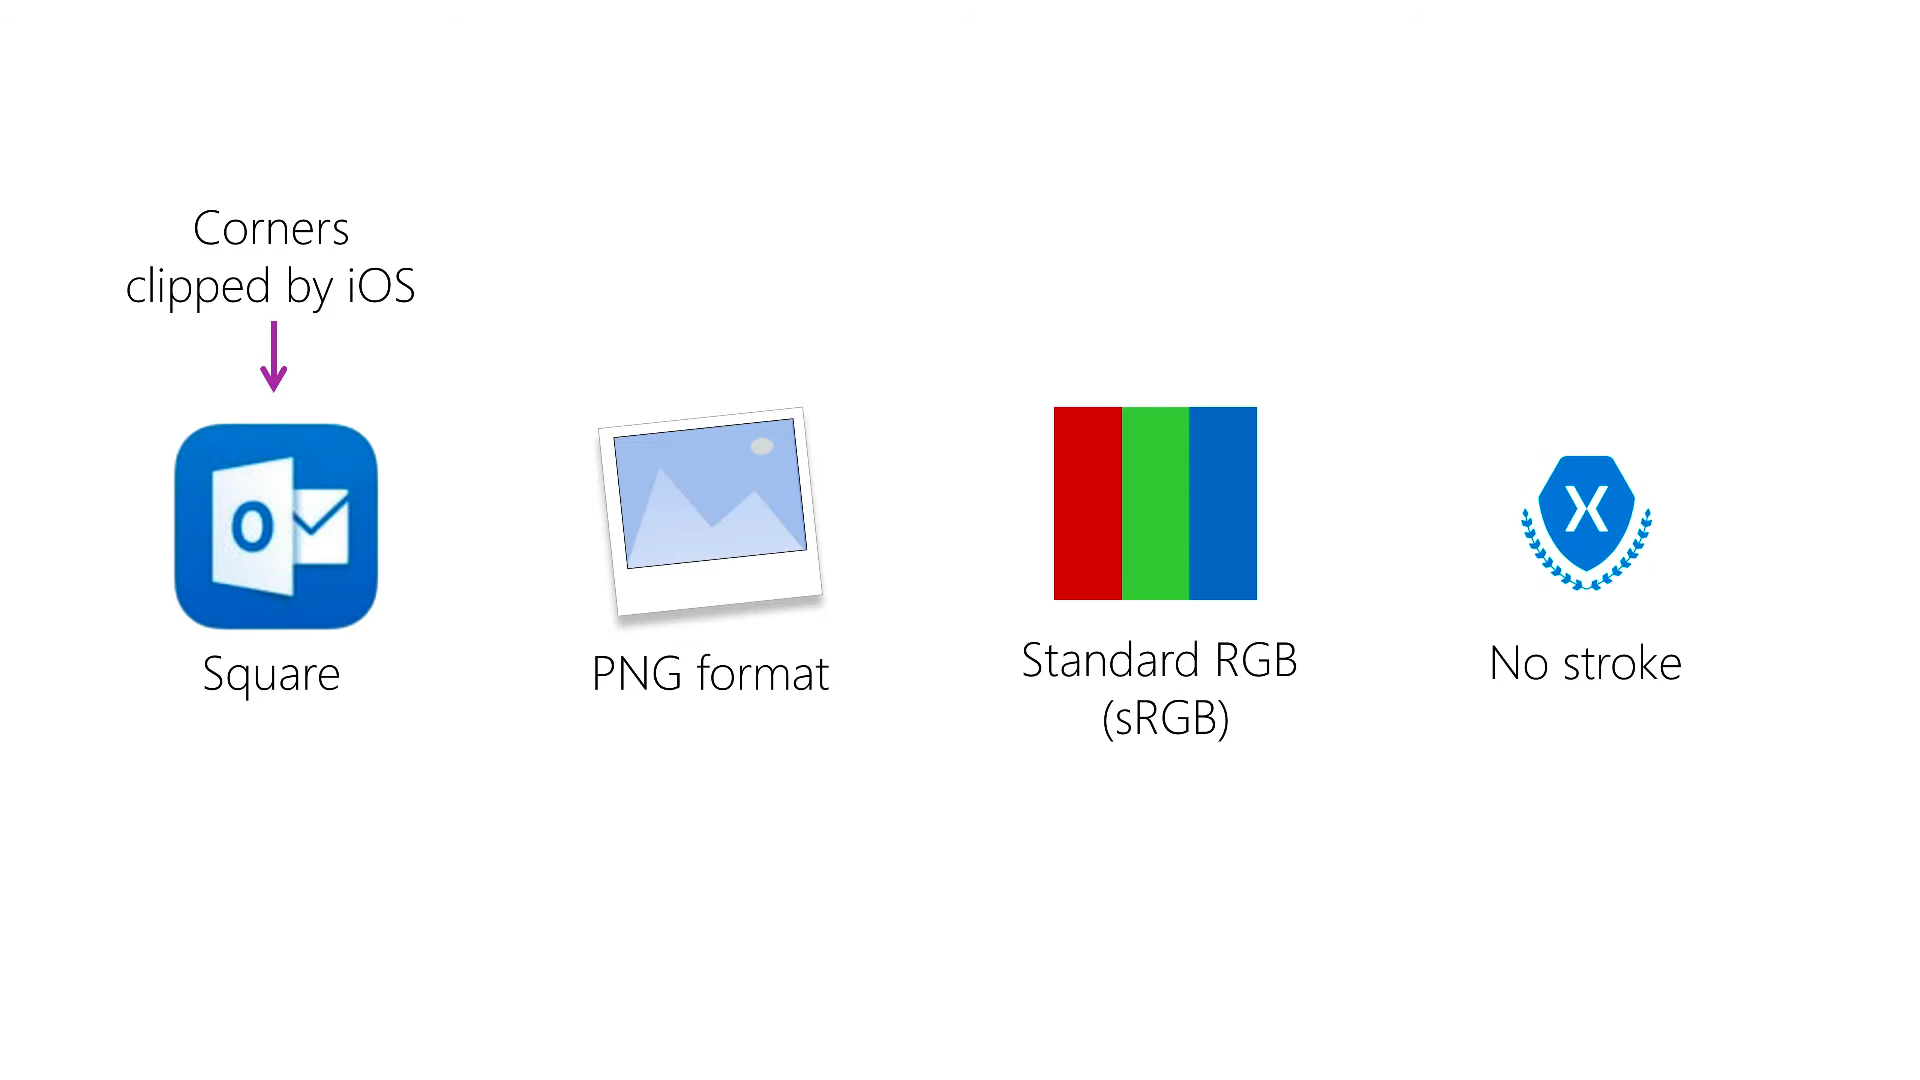 Corners
clipped by iOS
O
X
Square
PNG format
Standard RGB
(sRGB)
No stroke